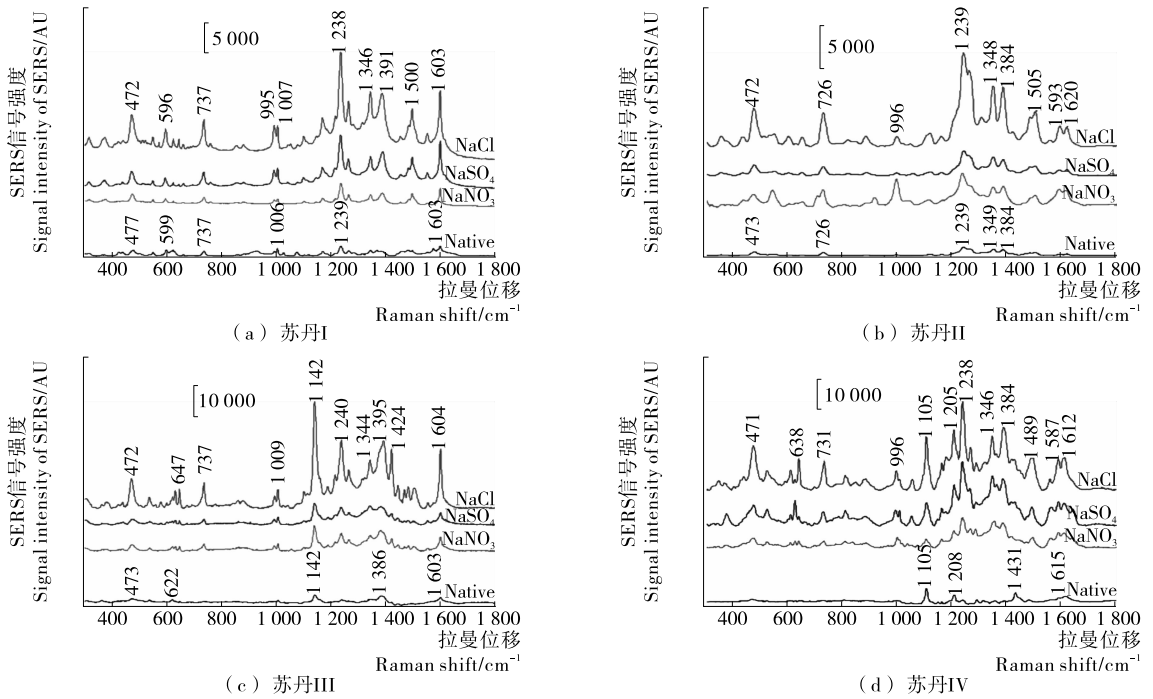 SERS信号强度
Signal intensity of SERS/AU
5 000
472
596
737
995
1 007
1 238
1 346
1 391
1 500
1 603
NaCl
NaSO4
NaNO3
477
599
737
1 006
1 239
1 603
Native
400 600 800 1 000 1 200 1 400 1 600 1 800
拉曼位移
Raman shift/cm−1
(a) 苏丹I
SERS信号强度
Signal intensity of SERS/AU
5 000
472
726
996
1 239
1 348
1 384
1 505
1 593
1 620
NaCl
NaSO4
NaNO3
473
726
1 239
1 349
1 384
Native
400 600 800 1 000 1 200 1 400 1 600 1 800
拉曼位移
Raman shift/cm−1
(b) 苏丹II
SERS信号强度
Signal intensity of SERS/AU
10 000
472
647
737
1 009
1 142
1 240
1 344
1 395
1 424
1 604
NaCl
NaSO4
NaNO3
473
622
1 142
1 386
1 603
Native
400 600 800 1 000 1 200 1 400 1 600 1 800
拉曼位移
Raman shift/cm−1
(c) 苏丹III
SERS信号强度
Signal intensity of SERS/AU
10 000
471
638
731
996
1 105
1 205
1 238
1 346
1 384
1 489
1 587
1 612
NaCl
NaSO4
NaNO3
1 105
1 208
1 431
1 615
Native
400 600 800 1 000 1 200 1 400 1 600 1 800
拉曼位移
Raman shift/cm−1
(d) 苏丹IV